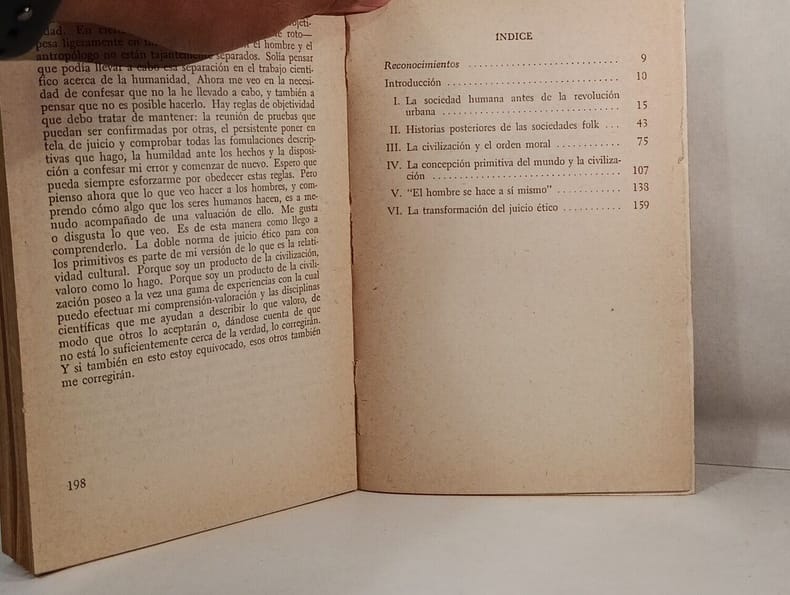 dad. En
pesa ligeramente en el hombre y el
antropólogo no están tajantemente separados. Solía pensar
que podía llevar a cabo esa separación en el trabajo cientí-
fico acerca de la humanidad. Ahora me veo en la necesi-
dad de confesar que no la he llevado a cabo, y también a
pensar que no es posible hacerlo. Hay reglas de objetividad
que debo tratar de mantener: la reunión de pruebas que
puedan ser confirmadas por otras, el persistente poner en
tela de juicio y comprobar todas las fomulaciones descrip-
tivas que hago, la humildad ante los hechos y la disposi-
ción a confesar mi error y comenzar de nuevo. Espero que
pueda siempre esforzarme por obedecer estas reglas. Pero
pienso ahora que lo que veo hacer a los hombres, y com-
prendo cómo algo que los seres humanos hacen, es a me-
nudo acompañado de una valuación de ello. Me gusta
o disgusta lo que veo. Es de esta manera como llego a
comprenderlo. La doble norma de juicio ético para con
los primitivos es parte de mi versión de lo que es la relati-
vidad cultural. Porque soy un producto de la civilización,
valoro como lo hago. Porque soy un producto de la civili-
zación poseo a la vez una gama de experiencias con la cual
puedo efectuar mi comprensión-valoración y las disciplinas
científicas que me ayudan a describir lo que valoro, de
modo que otros lo aceptarán o, dándose cuenta de que
no está lo suficientemente cerca de la verdad, lo corregirán.
Y si también en esto estoy equivocado, esos otros también
me corregirán.
198
ÍNDICE
Reconocimientos . . . . . . . . . . . . . . . . . . . . . . . . . . 9
Introducción . . . . . . . . . . . . . . . . . . . . . . . . . . . . . 10
I. La sociedad humana antes de la revolución
urbana . . . . . . . . . . . . . . . . . . . . . . . . . . . . . . 15
II. Historias posteriores de las sociedades folk . . . 43
III. La civilización y el orden moral . . . . . . . . . . . 75
IV. La concepción primitiva del mundo y la civiliza-
ción . . . . . . . . . . . . . . . . . . . . . . . . . . . . . . . . 107
V. "El hombre se hace a sí mismo" . . . . . . . . . . . 138
VI. La transformación del juicio ético . . . . . . . . . . 159